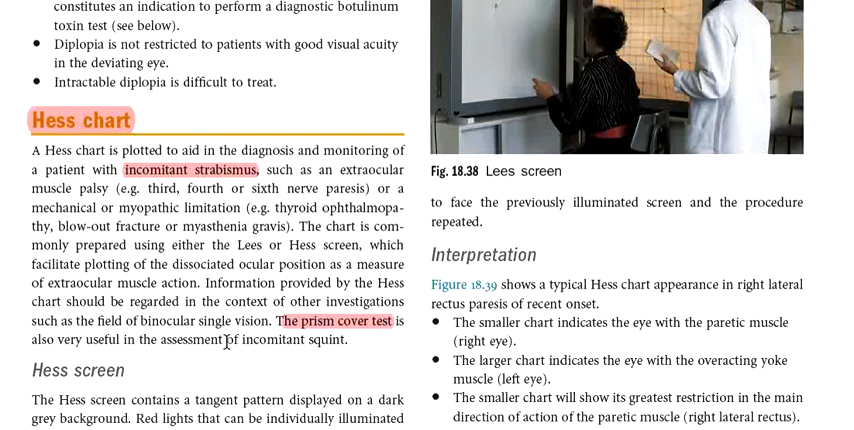 constitutes an indication to perform a diagnostic botulinum
toxin test (see below).
● Diplopia is not restricted to patients with good visual acuity
in the deviating eye.
● Intractable diplopia is difficult to treat.
Hess chart
A Hess chart is plotted to aid in the diagnosis and monitoring of
a patient with incomitant strabismus, such as an extraocular
muscle palsy (e.g. third, fourth or sixth nerve paresis) or a
mechanical or myopathic limitation (e.g. thyroid ophthalmopa-
thy, blow-out fracture or myasthenia gravis). The chart is com-
monly prepared using either the Lees or Hess screen, which
facilitate plotting of the dissociated ocular position as a measure
of extraocular muscle action. Information provided by the Hess
chart should be regarded in the context of other investigations
such as the field of binocular single vision. The prism cover test is
also very useful in the assessment of incomitant squint.
Hess screen
The Hess screen contains a tangent pattern displayed on a dark
grey background. Red lights that can be individually illuminated
Fig. 18.38 Lees screen
to face the previously illuminated screen and the procedure
repeated.
Interpretation
Figure 18.39 shows a typical Hess chart appearance in right lateral
rectus paresis of recent onset.
● The smaller chart indicates the eye with the paretic muscle
(right eye).
● The larger chart indicates the eye with the overacting yoke
muscle (left eye).
● The smaller chart will show its greatest restriction in the main
direction of action of the paretic muscle (right lateral rectus).